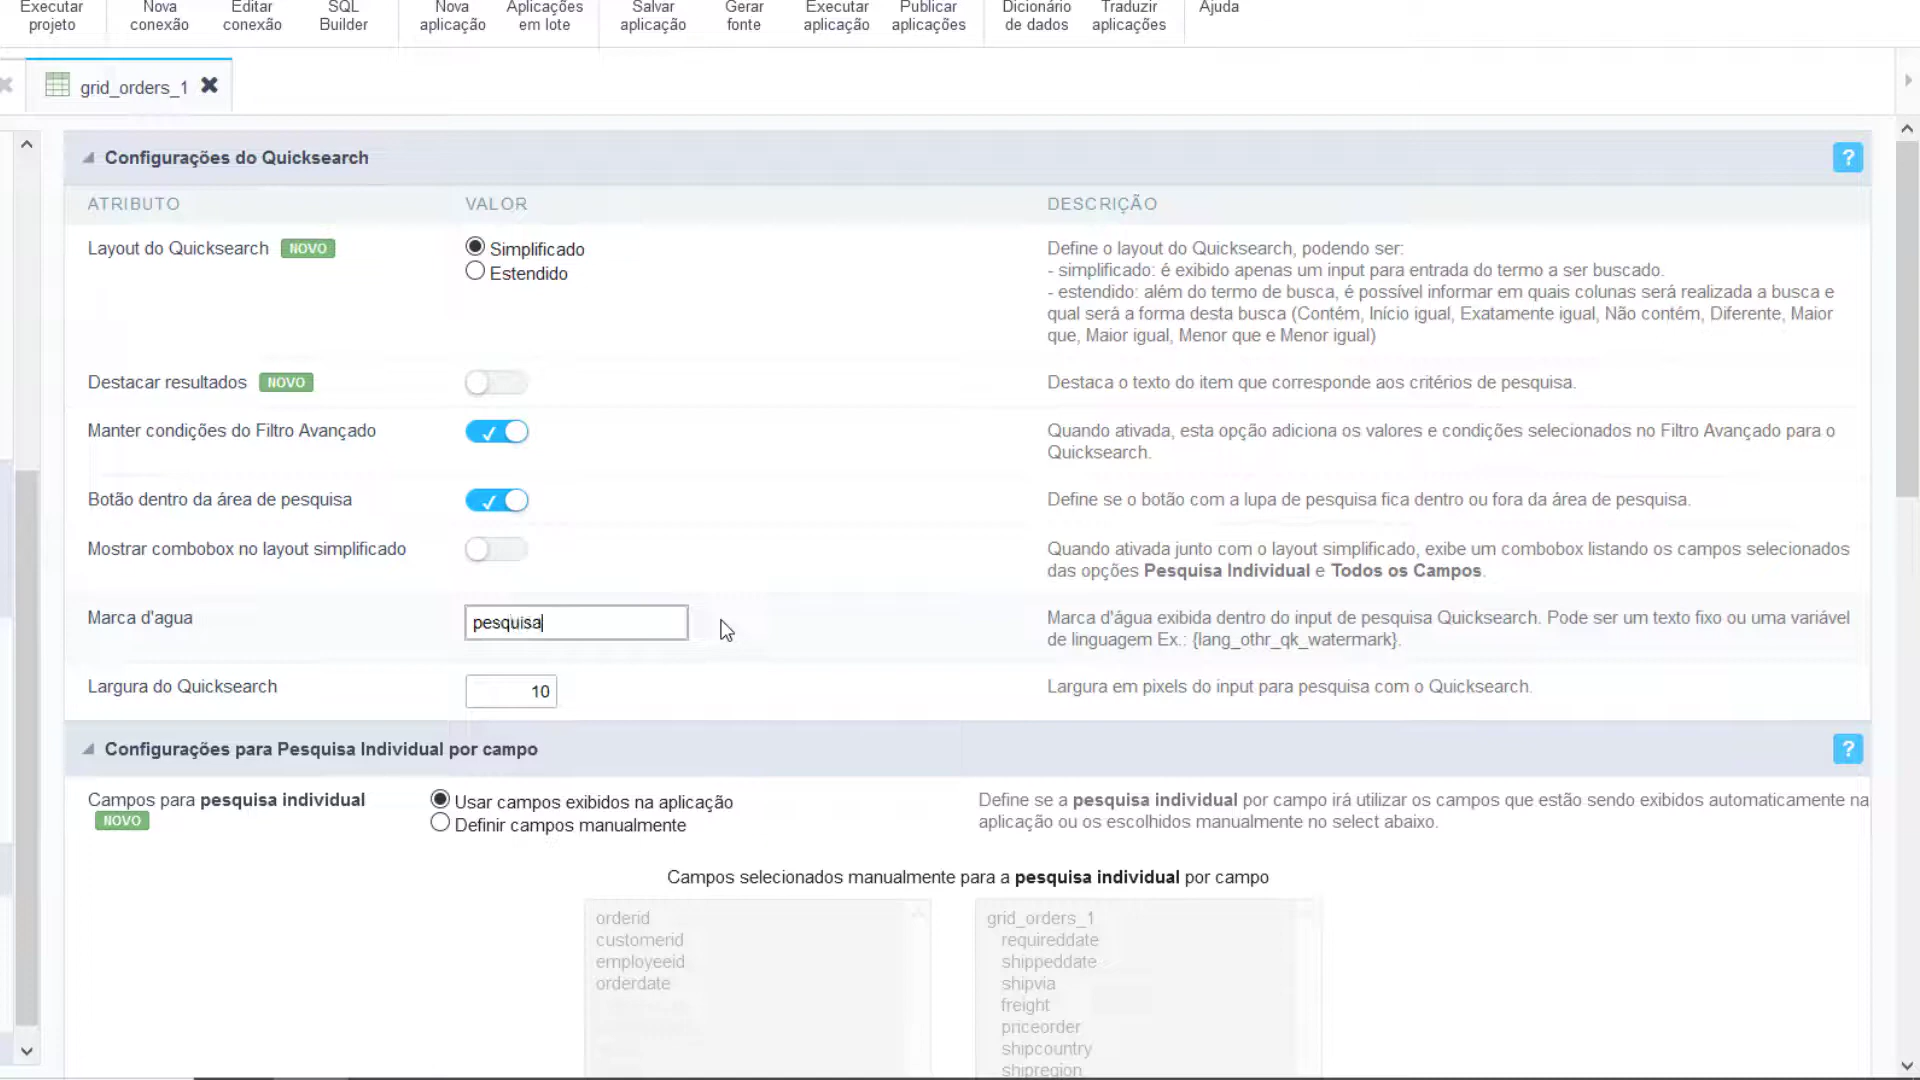 Executar projeto
Nova conexão
Editar conexão
SQL Builder
Nova aplicação
Aplicações em lote
Salvar aplicação
Gerar fonte
Executar aplicação
Publicar aplicações
Dicionário de dados
Traduzir aplicações
Ajuda
grid_orders_1
Configurações do Quicksearch
?
ATRIBUTO VALOR DESCRIÇÃO
Layout do Quicksearch NOVO
Simplificado
Estendido
Define o layout do Quicksearch, podendo ser:
- simplificado: é exibido apenas um input para entrada do termo a ser buscado.
- estendido: além do termo de busca, é possível informar em quais colunas será realizada a busca e
qual será a forma desta busca (Contém, Início igual, Exatamente igual, Não contém, Diferente, Maior
que, Maior igual, Menor que e Menor igual)
Destacar resultados NOVO
Destaca o texto do item que corresponde aos critérios de pesquisa.
Manter condições do Filtro Avançado
Quando ativada, esta opção adiciona os valores e condições selecionados no Filtro Avançado para o
Quicksearch.
Botão dentro da área de pesquisa
Define se o botão com a lupa de pesquisa fica dentro ou fora da área de pesquisa.
Mostrar combobox no layout simplificado
Quando ativada junto com o layout simplificado, exibe um combobox listando os campos selecionados
das opções Pesquisa Individual e Todos os Campos.
Marca d'agua
pesquisa
Marca d'água exibida dentro do input de pesquisa Quicksearch. Pode ser um texto fixo ou uma variável
de linguagem Ex.: {lang_othr_qk_watermark}.
Largura do Quicksearch
10
Largura em pixels do input para pesquisa com o Quicksearch.
Configurações para Pesquisa Individual por campo
?
Campos para pesquisa individual
NOVO
Usar campos exibidos na aplicação
Definir campos manualmente
Define se a pesquisa individual por campo irá utilizar os campos que estão sendo exibidos automaticamente na
aplicação ou os escolhidos manualmente no select abaixo.
Campos selecionados manualmente para a pesquisa individual por campo
orderid
customerid
employeeid
orderdate
grid_orders_1
requireddate
shippeddate
shipvia
freight
priceorder
shipcountry
shipregion